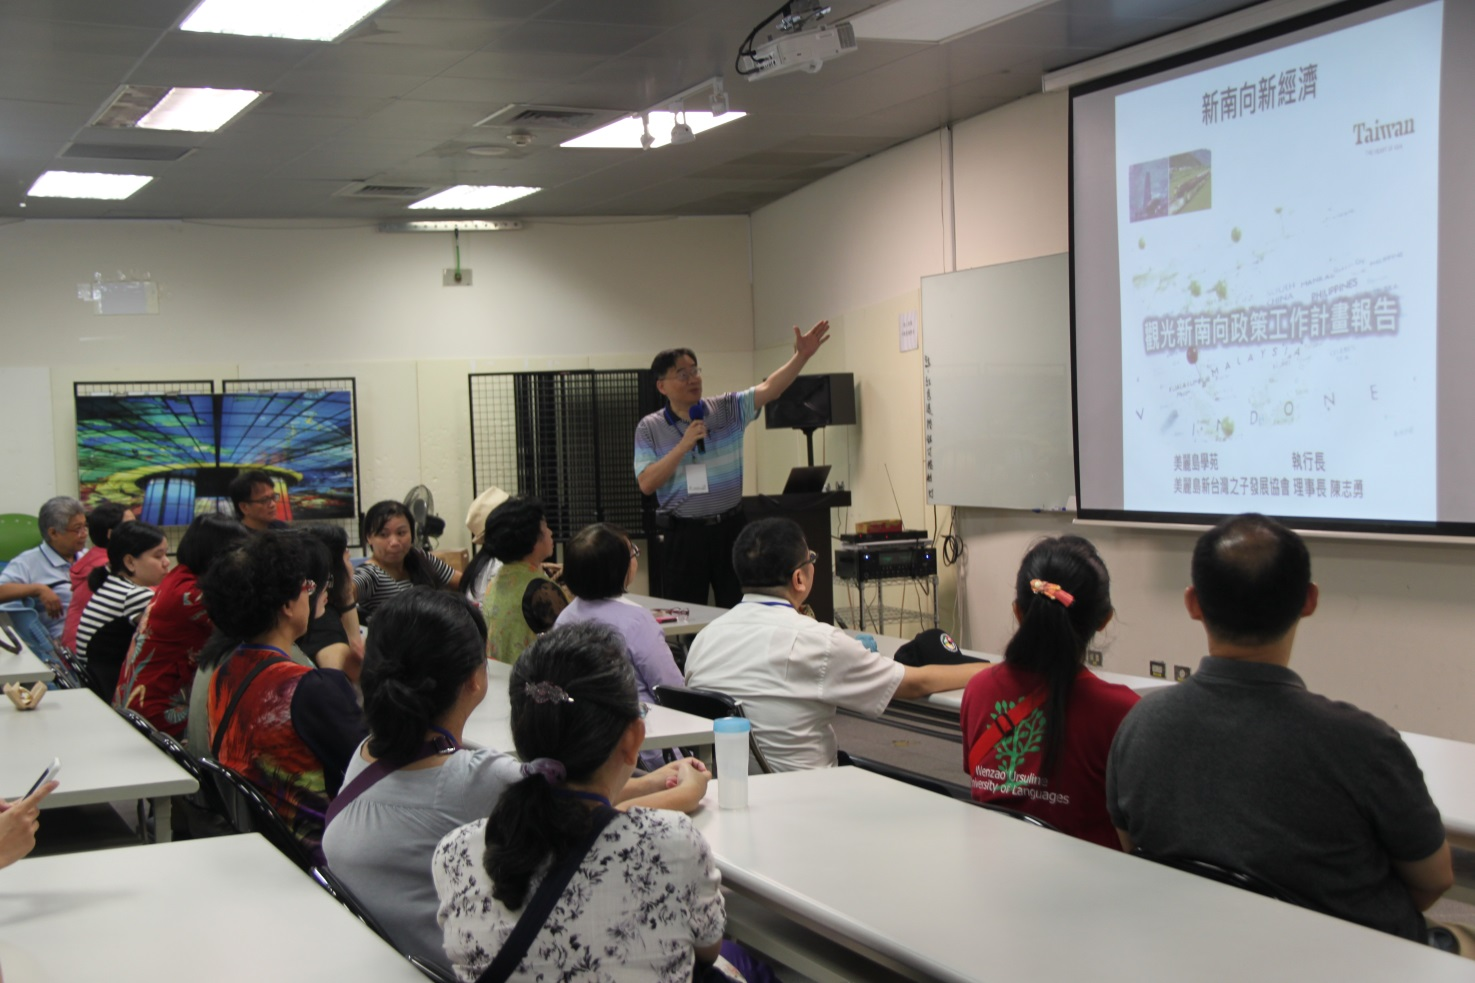 新南向新經濟
Taiwan
PHILIPPINES
觀光新南向政策工作計畫報告
MALAYSIA
美麗島學苑 執行長
美麗島新台灣之子發展協會 理事長 陳志勇
Wenzao Ursuline
University of Languages